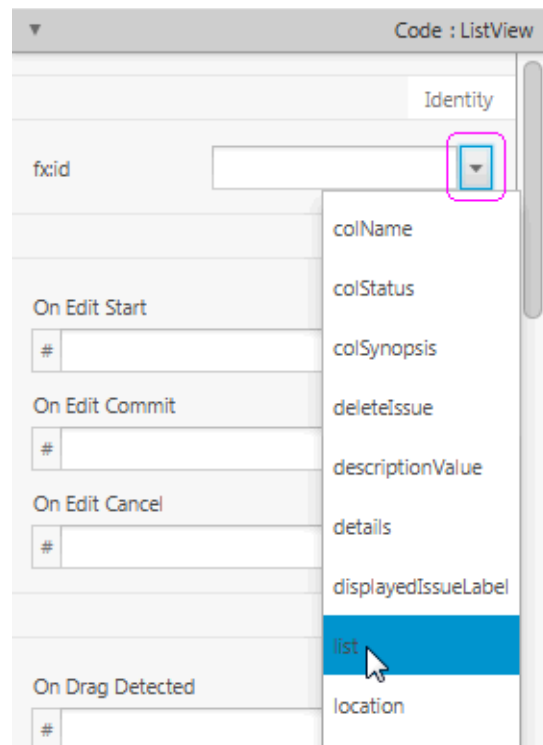 Code : ListView
Identity
fx:id
colName
colStatus
On Edit Start
#
colSynopsis
On Edit Commit
deleteIssue
#
descriptionValue
On Edit Cancel
details
#
displayedIssueLabel
list
On Drag Detected
location
#